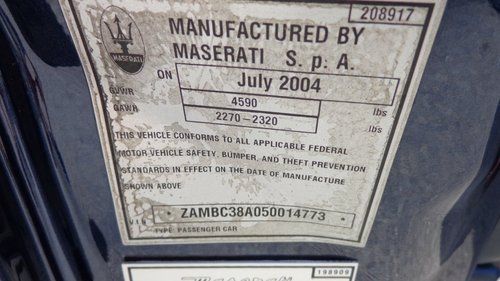 208917
MASERATI
MANUFACTURED BY
MASERATI S. p. A.
ON July 2004
GVWR 4590 lbs
GAWR 2270-2320 lbs
THIS VEHICLE CONFORMS TO ALL APPLICABLE FEDERAL
MOTOR VEHICLE SAFETY, BUMPER, AND THEFT PREVENTION
STANDARDS IN EFFECT ON THE DATE OF MANUFACTURE
SHOWN ABOVE
V.I.N. ZAMBC38A050014773
TYPE: PASSENGER CAR
198909